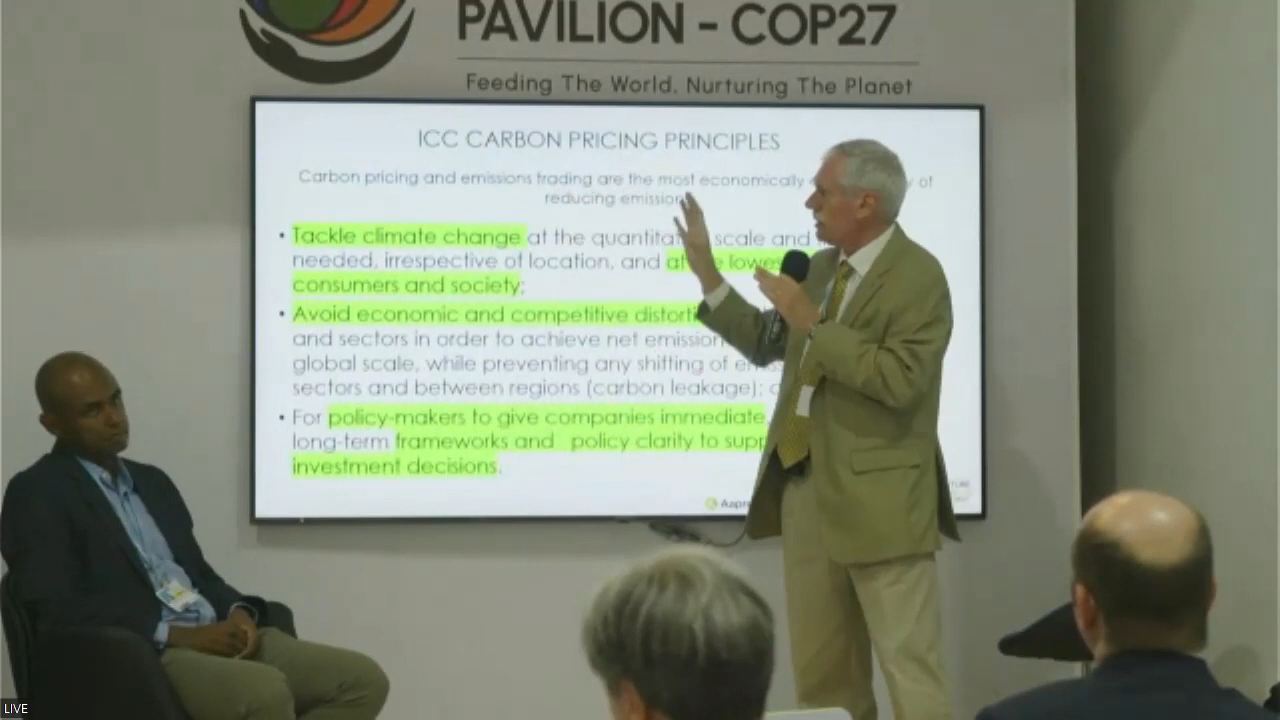 PAVILION - COP27
Feeding The World, Nurturing The Planet
ICC CARBON PRICING PRINCIPLES
Carbon pricing and emissions trading are the most economically of
reducing emission
• Tackle climate change at the quantitat scale and
needed, irrespective of location, and at lowes
consumers and society;
• Avoid economic and competitive distorti
and sectors in order to achieve net emission
global scale, while preventing any shifting of
sectors and between regions (carbon leakage);
• For policy-makers to give companies immediate
long-term frameworks and policy clarity to supp
investment decisions.
LIVE